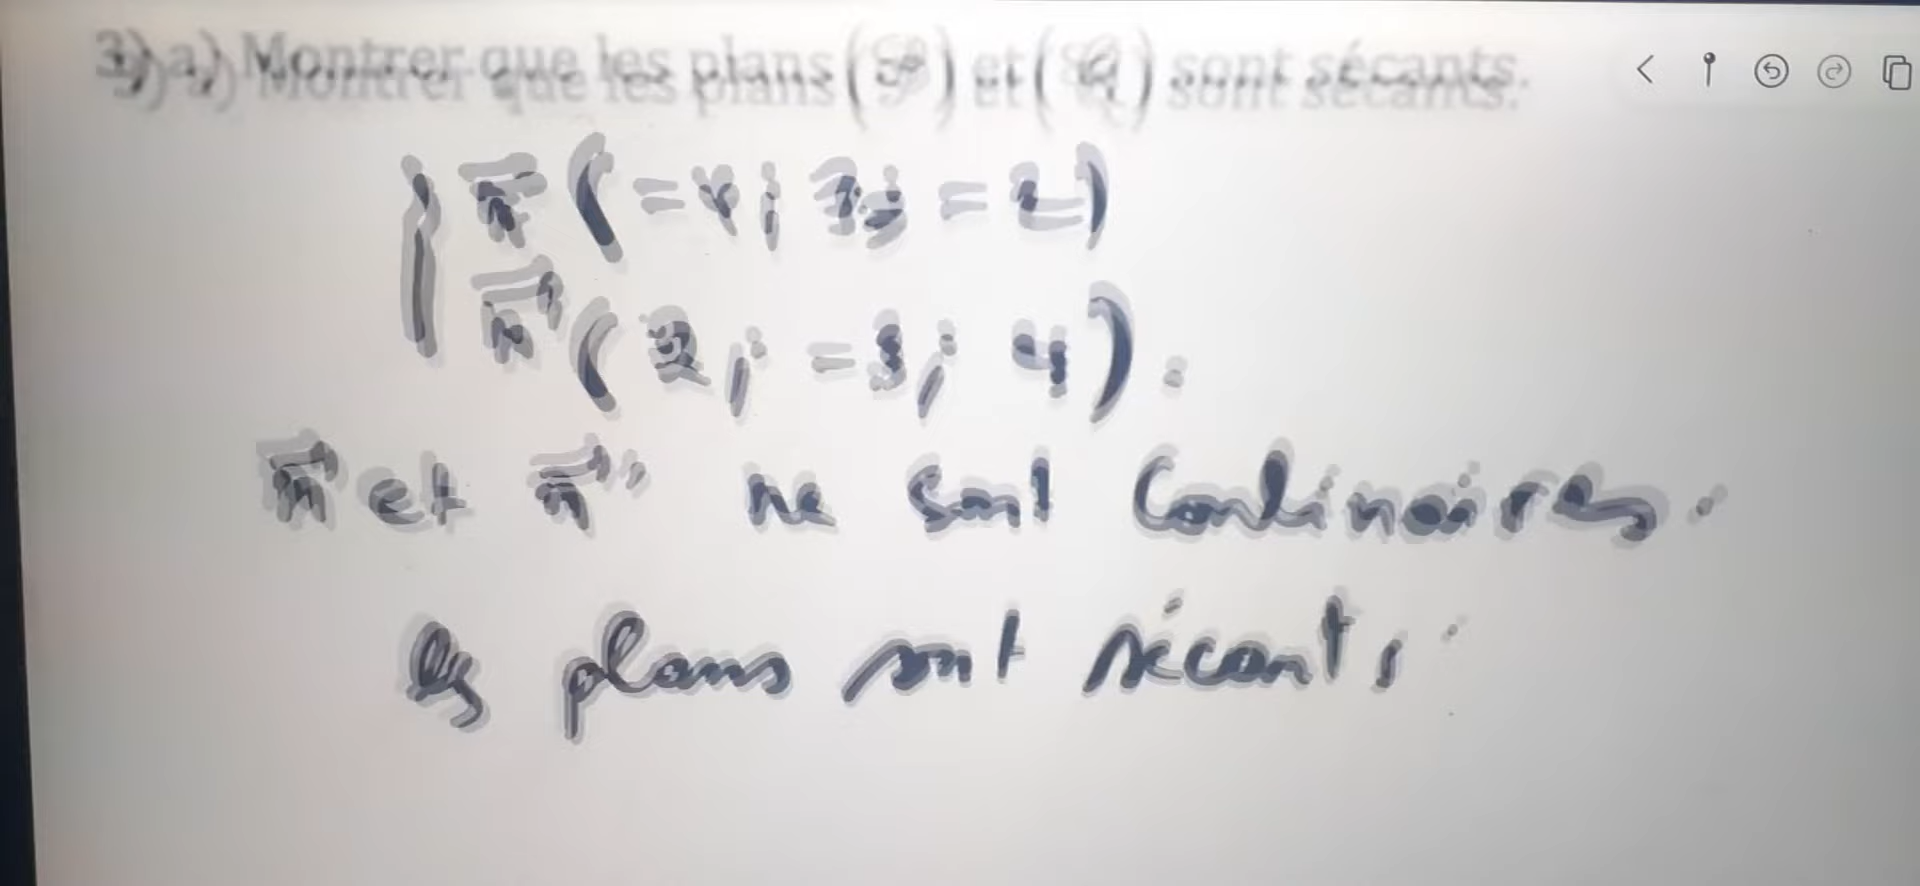 3) a) Montrer que les plans (𝒫) et (Q) sont sécants.
n⃗ (-4; 3; -2)
n⃗' (2; -3; 4).
n⃗ et n⃗' ne sont Conlinaires.
les plans sont sécants.